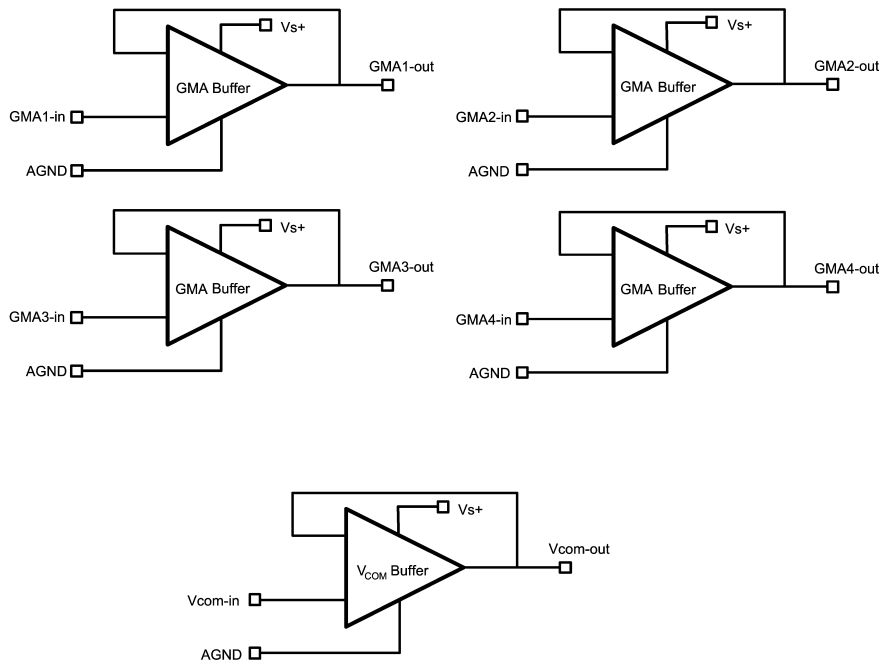 Vs+
GMA1-out
GMA Buffer
GMA1-in
AGND
Vs+
GMA2-out
GMA Buffer
GMA2-in
AGND
Vs+
GMA3-out
GMA Buffer
GMA3-in
AGND
Vs+
GMA4-out
GMA Buffer
GMA4-in
AGND
Vs+
Vcom-out
VCOM Buffer
Vcom-in
AGND